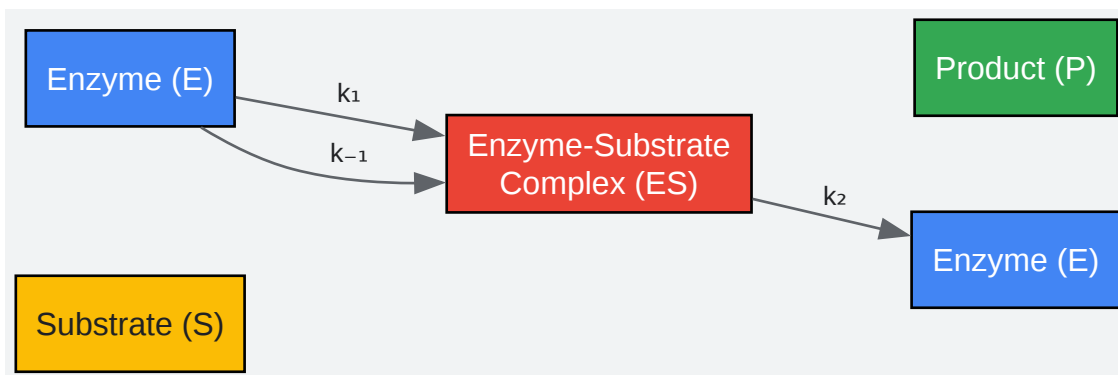 Enzyme (E)
k₁
k₋₁
Enzyme-Substrate
Complex (ES)
k₂
Product (P)
Enzyme (E)
Substrate (S)